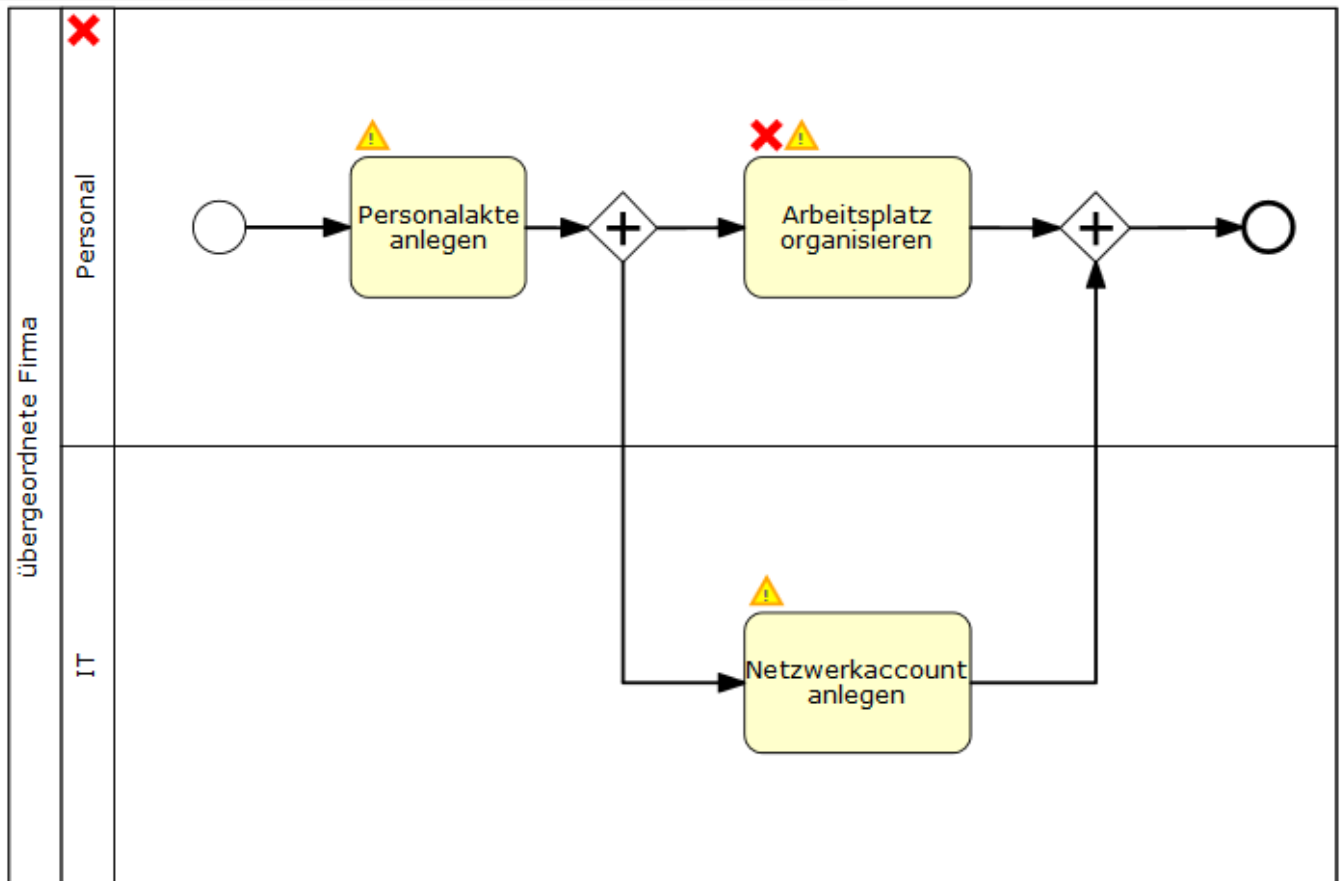 übergeordnete Firma
Personal
Personalakte
anlegen
Arbeitsplatz
organisieren
IT
Netzwerkaccount
anlegen